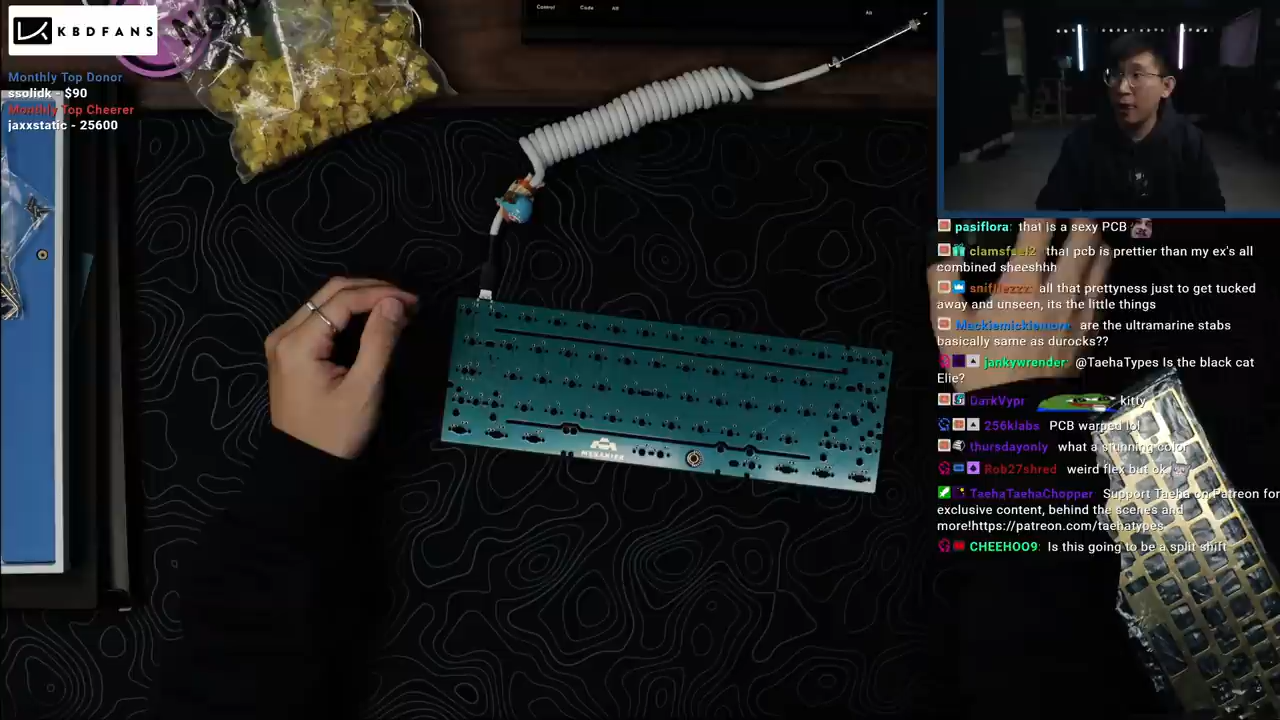 KBDFANS
Monthly Top Donor
ssolidk - $90
Monthly Top Cheerer
jaxxstatic - 25600
Control Code Alt
Alt
pasiflora: that is a sexy PCB
that pcb is prettier than my ex's all
combined sheeshhh
all that prettyness just to get tucked
away and unseen, its the little things
Mackiemickiemore: are the ultramarine stabs
basically same as durocks??
jankywrender: @TaehaTypes Is the black cat
Elie?
DarkVypr kitty
256klabs PCB warped lol
thursdayonly what a stunning color
Rob27shred weird flex but ok
TaehaTaehaChopper Support Taeha on Patreon for
exclusive content, behind the scenes and
more!https://patreon.com/taehatypes
CHEEHOO9: Is this going to be a split shift